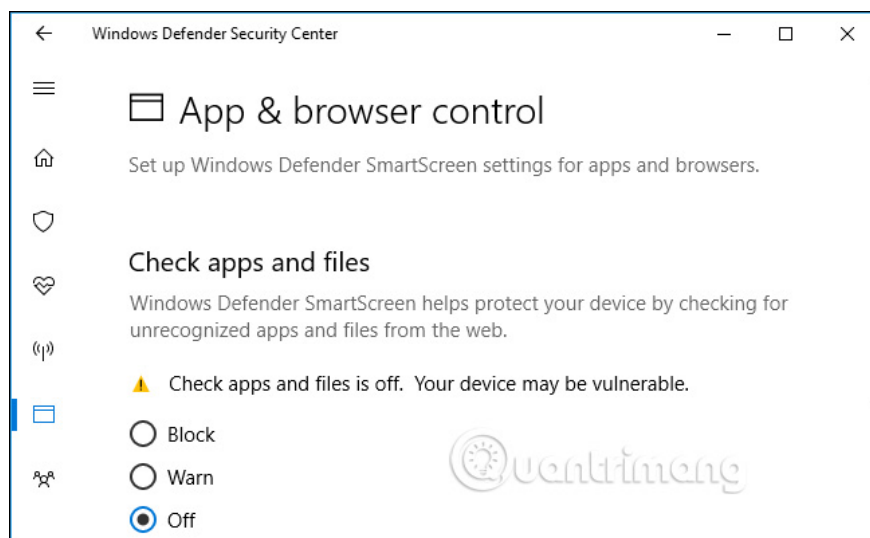 Windows Defender Security Center
App & browser control
Set up Windows Defender SmartScreen settings for apps and browsers.
Check apps and files
Windows Defender SmartScreen helps protect your device by checking for
unrecognized apps and files from the web.
Check apps and files is off. Your device may be vulnerable.
Block
Warn
Off
Quantrimang